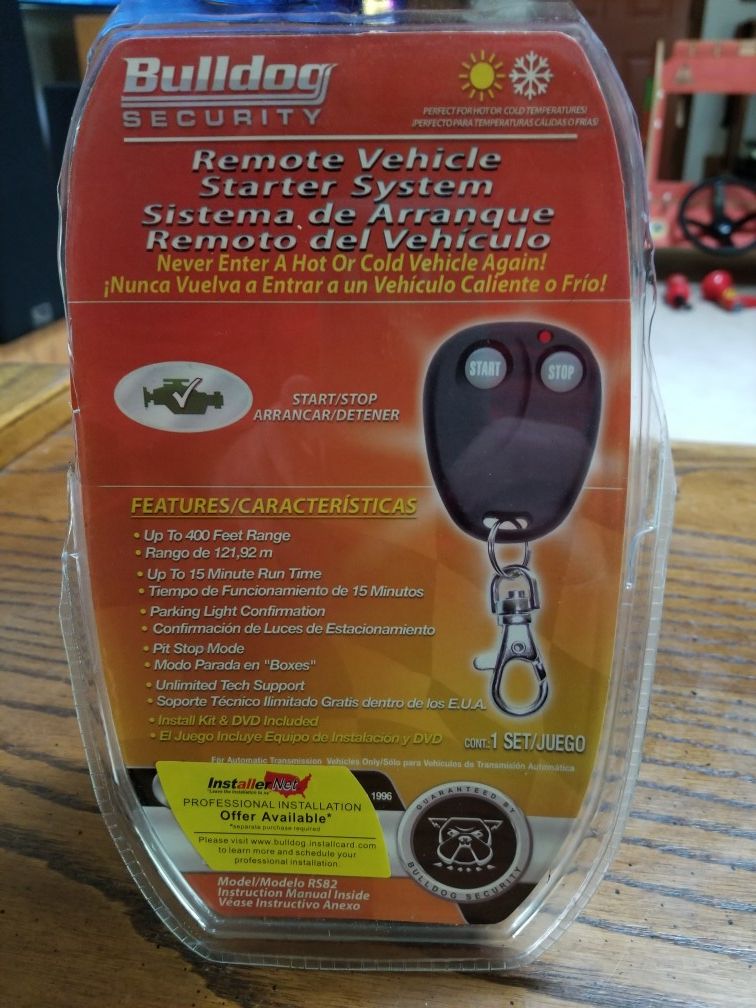 Bulldog
SECURITY
PERFECT FOR HOT OR COLD TEMPERATURES!
¡PERFECTO PARA TEMPERATURAS CÁLIDAS O FRÍAS!
Remote Vehicle
Starter System
Sistema de Arranque
Remoto del Vehículo
Never Enter A Hot Or Cold Vehicle Again!
¡Nunca Vuelva a Entrar a un Vehículo Caliente o Frío!
START/STOP
ARRANCAR/DETENER
START
STOP
FEATURES/CARACTERÍSTICAS
• Up To 400 Feet Range
• Rango de 121,92 m
• Up To 15 Minute Run Time
• Tiempo de Funcionamiento de 15 Minutos
• Parking Light Confirmation
• Confirmación de Luces de Estacionamiento
• Pit Stop Mode
• Modo Parada en "Boxes"
• Unlimited Tech Support
• Soporte Técnico Ilimitado Gratis dentro de los E.U.A.
• Install Kit & DVD Included
• El Juego Incluye Equipo de Instalación y DVD
CONT.: 1 SET/JUEGO
For Automatic Transmission Vehicles Only/Sólo para Vehículos de Transmisión Automática
InstallerNet
"Leave the installation to us"
PROFESSIONAL INSTALLATION
Offer Available*
*separate purchase required
Please visit www.bulldog.installcard.com
to learn more and schedule your
professional installation.
1996
GUARANTEED BY
BULLDOG SECURITY
Model/Modelo RS82
Instruction Manual Inside
Véase Instructivo Anexo